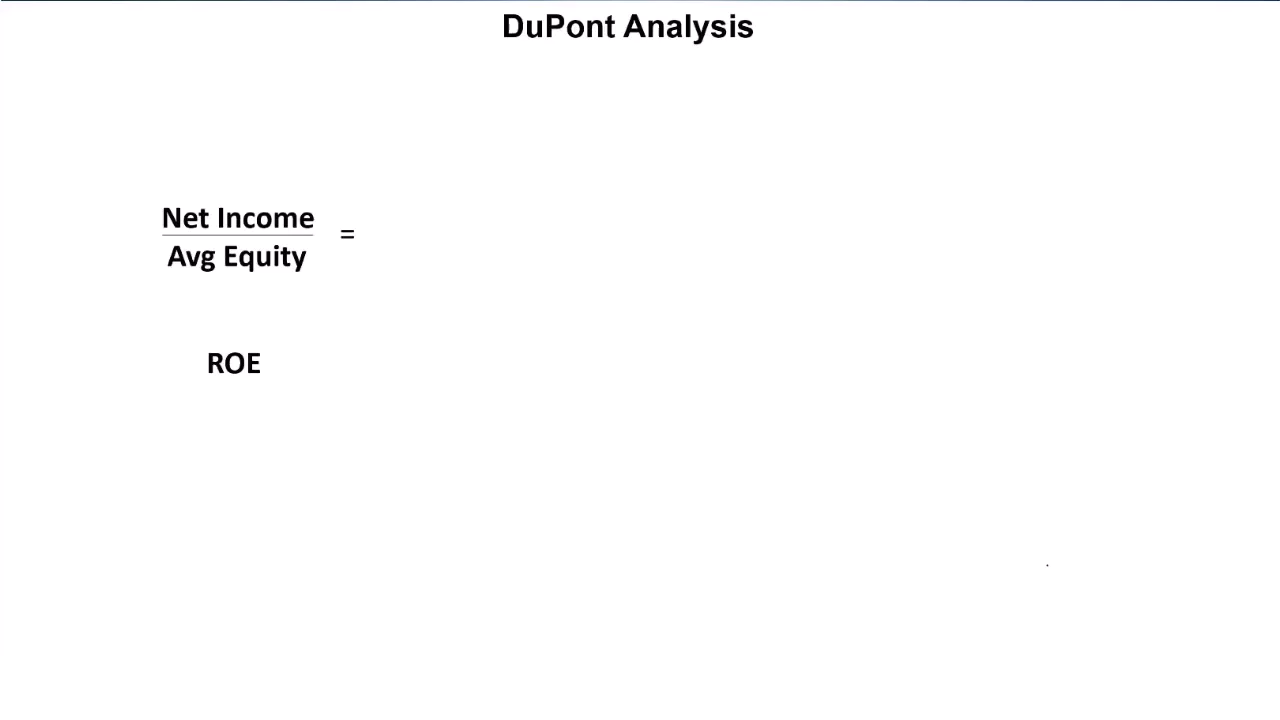 DuPont Analysis
Net Income
=
Avg Equity
ROE